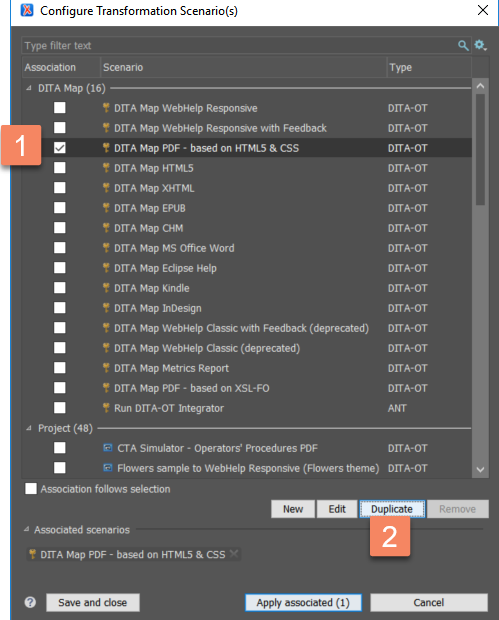 Configure Transformation Scenario(s)
Type filter text
Association Scenario Type
DITA Map (16)
DITA Map WebHelp Responsive DITA-OT
DITA Map WebHelp Responsive with Feedback DITA-OT
1
DITA Map PDF - based on HTML5 & CSS DITA-OT
DITA Map HTML5 DITA-OT
DITA Map XHTML DITA-OT
DITA Map EPUB DITA-OT
DITA Map CHM DITA-OT
DITA Map MS Office Word DITA-OT
DITA Map Eclipse Help DITA-OT
DITA Map Kindle DITA-OT
DITA Map InDesign DITA-OT
DITA Map WebHelp Classic with Feedback (deprecated) DITA-OT
DITA Map WebHelp Classic (deprecated) DITA-OT
DITA Map Metrics Report DITA-OT
DITA Map PDF - based on XSL-FO DITA-OT
Run DITA-OT Integrator ANT
Project (48)
CTA Simulator - Operators' Procedures PDF DITA-OT
Flowers sample to WebHelp Responsive (Flowers theme) DITA-OT
Association follows selection
New Edit Duplicate Remove
2
Associated scenarios
DITA Map PDF - based on HTML5 & CSS
? Save and close Apply associated (1) Cancel